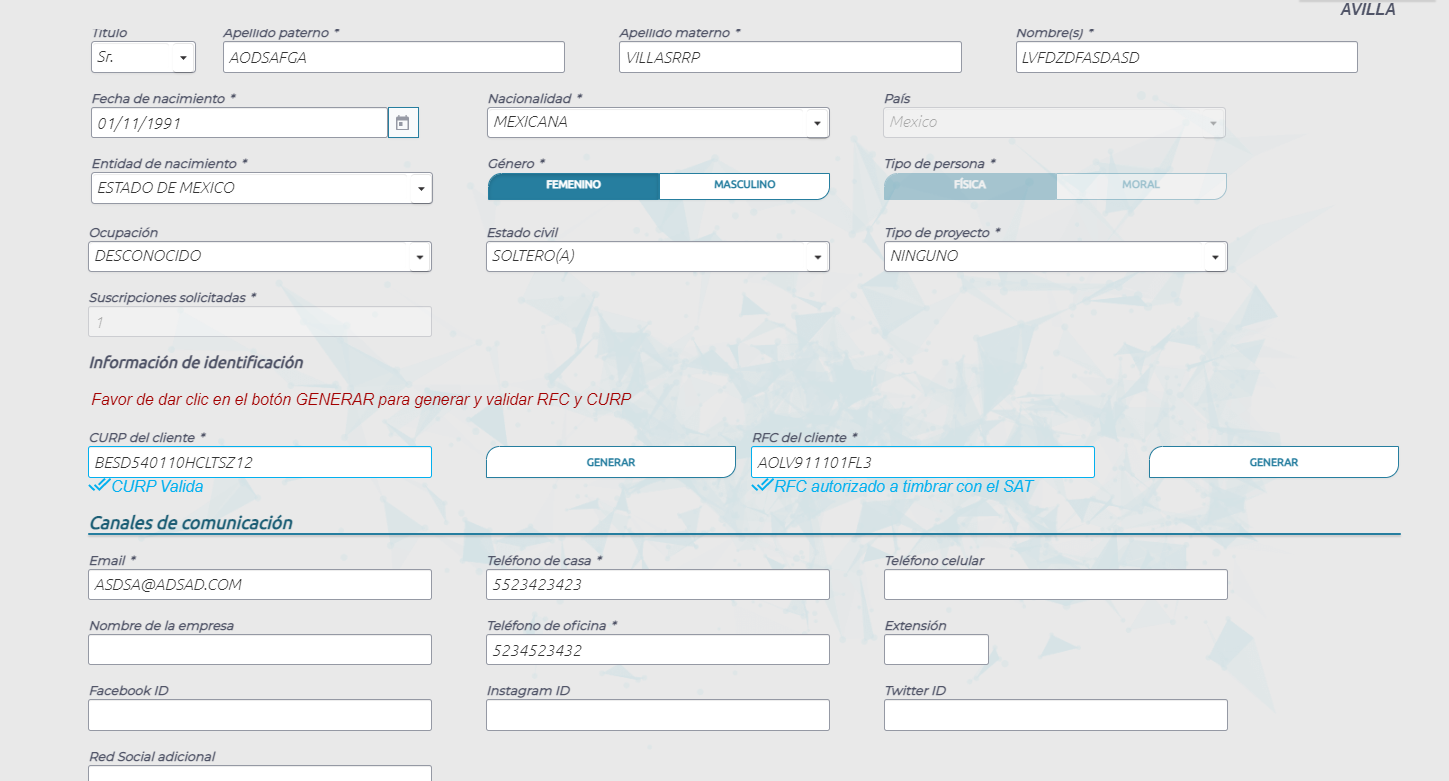 AVILLA
Título Apellido paterno * Apellido materno * Nombre(s) *
Sr. AODSAFGA VILLASRRP LVFDZDFASDASD
Fecha de nacimiento * Nacionalidad * País
01/11/1991 MEXICANA Mexico
Entidad de nacimiento * Género * Tipo de persona *
ESTADO DE MEXICO FEMENINO MASCULINO FÍSICA MORAL
Ocupación Estado civil Tipo de proyecto *
DESCONOCIDO SOLTERO(A) NINGUNO
Suscripciones solicitadas *
1
Información de identificación
Favor de dar clic en el botón GENERAR para generar y validar RFC y CURP
CURP del cliente * RFC del cliente *
BESD540110HCLTSZ12 GENERAR AOLV911101FL3 GENERAR
CURP Valida RFC autorizado a timbrar con el SAT
Canales de comunicación
Email * Teléfono de casa * Teléfono celular
ASDSA@ADSAD.COM 5523423423
Nombre de la empresa Teléfono de oficina * Extensión
5234523432
Facebook ID Instagram ID Twitter ID
Red Social adicional